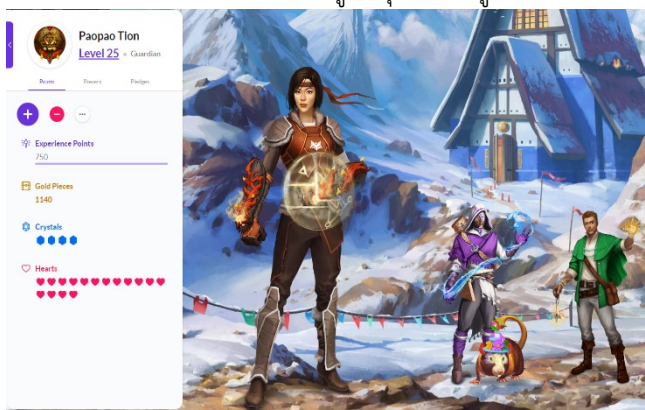 Paopao Tlon
Level 25 • Guardian
Points Powers Pledges
Experience Points
750
Gold Pieces
1140
Crystals
Hearts